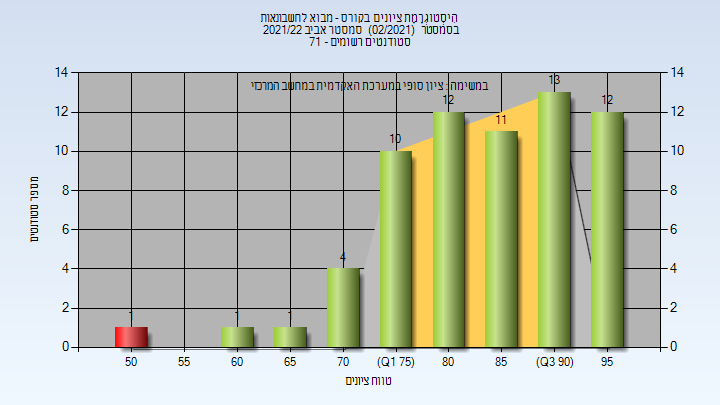 היסטוגרמת ציונים בקורס - מבוא לחשבונאות
בסמסטר (02/2021) סמסטר אביב 2021/22
סטודנטים רשומים - 71
במשימה : ציון סופי במערכת האקדמית במחשב המרכזי
14 14
12 12
10 10
8 8
6 6
4 4
2 2
0 0
1 1 1 4 10 12 11 13 12
50 55 60 65 70 (Q1 75) 80 85 (Q3 90) 95
מספר סטודנטים
טווח ציונים